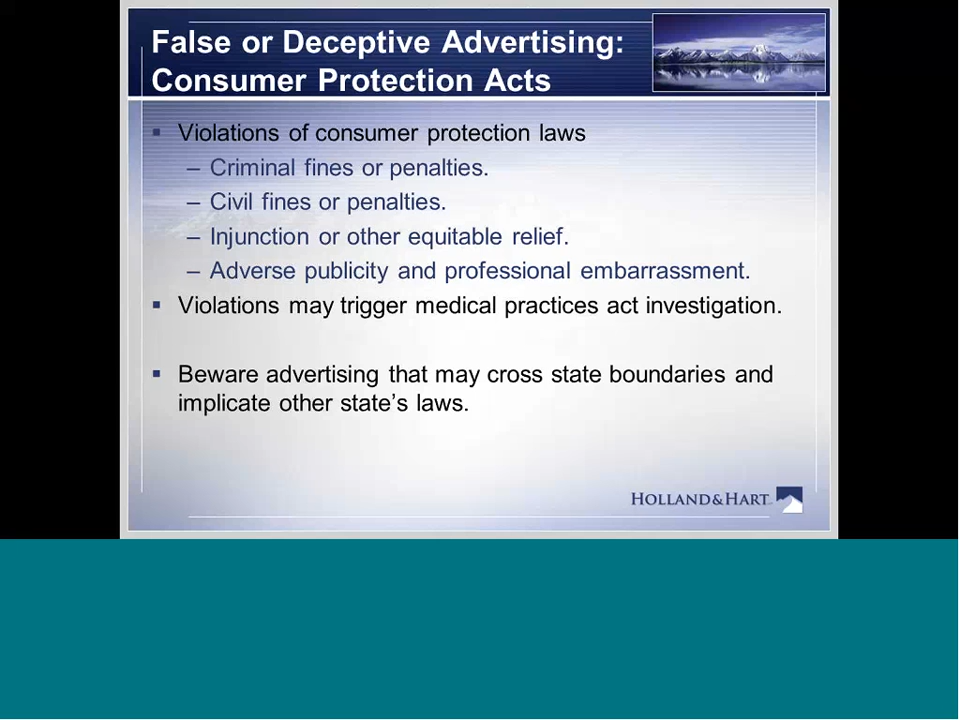 False or Deceptive Advertising:
Consumer Protection Acts
▪ Violations of consumer protection laws
– Criminal fines or penalties.
– Civil fines or penalties.
– Injunction or other equitable relief.
– Adverse publicity and professional embarrassment.
▪ Violations may trigger medical practices act investigation.
▪ Beware advertising that may cross state boundaries and
implicate other state’s laws.
HOLLAND&HART